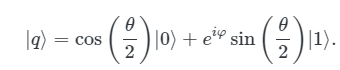 |q⟩ = cos(θ/2)|0⟩ + e^{iφ} sin(θ/2)|1⟩.